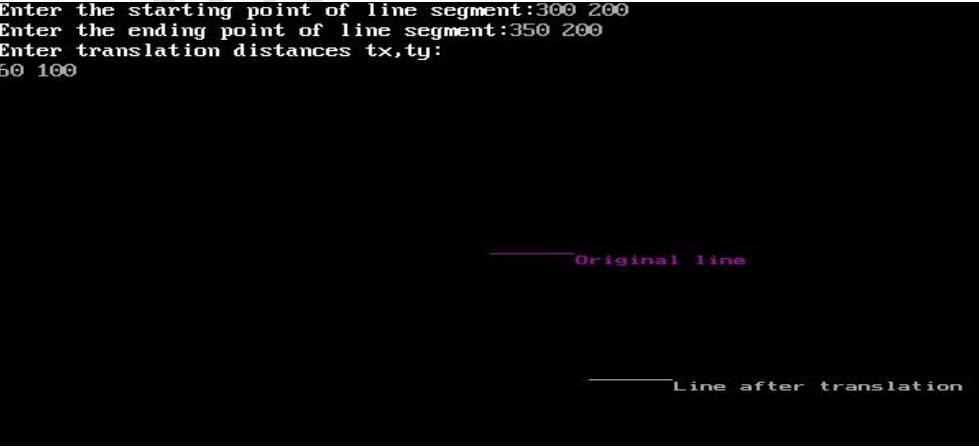 Enter the starting point of line segment:300 200
Enter the ending point of line segment:350 200
Enter translation distances tx,ty:
60 100
Original line
Line after translation